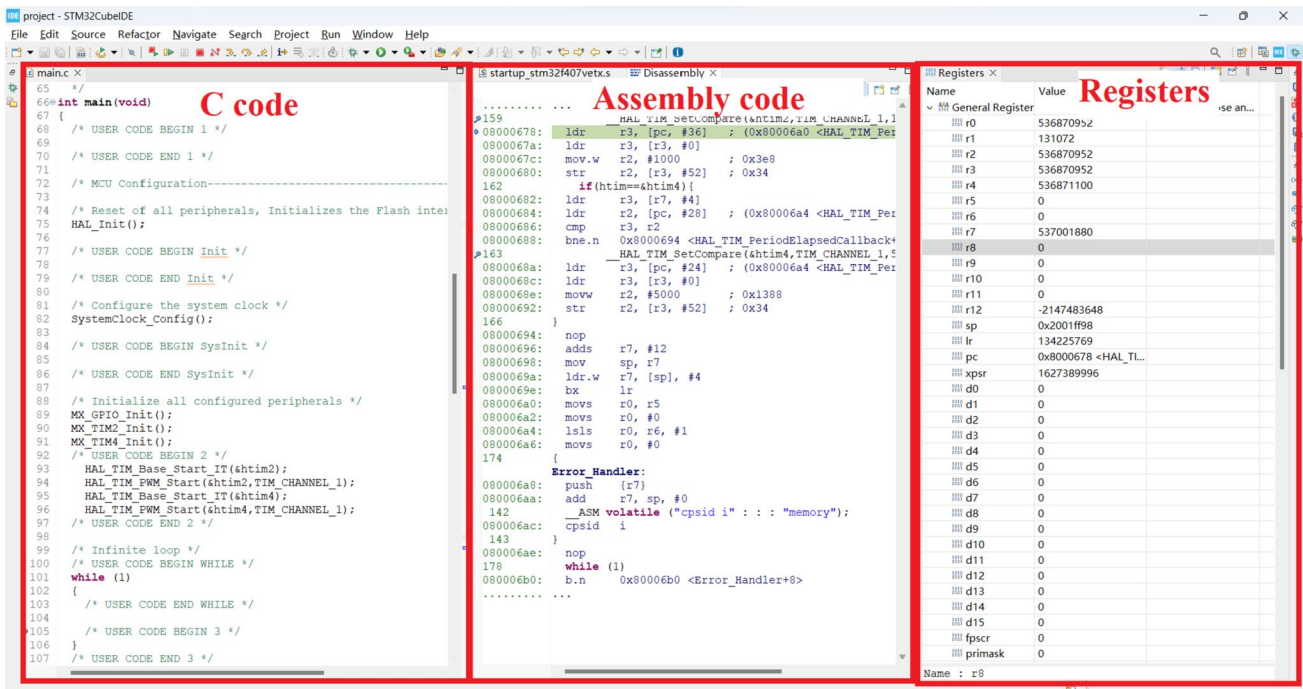 IDE project - STM32CubeIDE
File Edit Source Refactor Navigate Search Project Run Window Help
main.c
65 */
66 int main(void)
67 {
68 /* USER CODE BEGIN 1 */
69
70 /* USER CODE END 1 */
71
72 /* MCU Configuration-----------------------------------
73
74 /* Reset of all peripherals, Initializes the Flash inter
75 HAL_Init();
76
77 /* USER CODE BEGIN Init */
78
79 /* USER CODE END Init */
80
81 /* Configure the system clock */
82 SystemClock_Config();
83
84 /* USER CODE BEGIN SysInit */
85
86 /* USER CODE END SysInit */
87
88 /* Initialize all configured peripherals */
89 MX_GPIO_Init();
90 MX_TIM2_Init();
91 MX_TIM4_Init();
92 /* USER CODE BEGIN 2 */
93 HAL_TIM_Base_Start_IT(&htim2);
94 HAL_TIM_PWM_Start(&htim2,TIM_CHANNEL_1);
95 HAL_TIM_Base_Start_IT(&htim4);
96 HAL_TIM_PWM_Start(&htim4,TIM_CHANNEL_1);
97 /* USER CODE END 2 */
98
99 /* Infinite loop */
100 /* USER CODE BEGIN WHILE */
101 while (1)
102 {
103 /* USER CODE END WHILE */
104
105 /* USER CODE BEGIN 3 */
106 }
107 /* USER CODE END 3 */
C code
startup_stm32f407vetx.s Disassembly
Assembly code
......... ...
159 __HAL_TIM_SetCompare(&htim2,TIM_CHANNEL_1,1
08000678: ldr r3, [pc, #36] ; (0x80006a0 <HAL_TIM_Per
0800067a: ldr r3, [r3, #0]
0800067c: mov.w r2, #1000 ; 0x3e8
08000680: str r2, [r3, #52] ; 0x34
162 if(htim==&htim4){
08000682: ldr r3, [r7, #4]
08000684: ldr r2, [pc, #28] ; (0x80006a4 <HAL_TIM_Per
08000686: cmp r3, r2
08000688: bne.n 0x8000694 <HAL_TIM_PeriodElapsedCallback+
163 __HAL_TIM_SetCompare(&htim4,TIM_CHANNEL_1,5
0800068a: ldr r3, [pc, #24] ; (0x80006a4 <HAL_TIM_Per
0800068c: ldr r3, [r3, #0]
0800068e: movw r2, #5000 ; 0x1388
08000692: str r2, [r3, #52] ; 0x34
166 }
08000694: nop
08000696: adds r7, #12
08000698: mov sp, r7
0800069a: ldr.w r7, [sp], #4
0800069e: bx lr
080006a0: movs r0, r5
080006a2: movs r0, #0
080006a4: lsls r0, r6, #1
080006a6: movs r0, #0
174 {
Error_Handler:
080006a8: push {r7}
080006aa: add r7, sp, #0
142 __ASM volatile ("cpsid i" : : : "memory");
080006ac: cpsid i
143 }
080006ae: nop
178 while (1)
080006b0: b.n 0x80006b0 <Error_Handler+8>
......... ...
Registers
Registers
Name Value
General Register se an...
r0 536870952
r1 131072
r2 536870952
r3 536870952
r4 536871100
r5 0
r6 0
r7 537001880
r8 0
r9 0
r10 0
r11 0
r12 -2147483648
sp 0x2001ff98
lr 134225769
pc 0x8000678 <HAL_TI...
xpsr 1627389996
d0 0
d1 0
d2 0
d3 0
d4 0
d5 0
d6 0
d7 0
d8 0
d9 0
d10 0
d11 0
d12 0
d13 0
d14 0
d15 0
fpscr 0
primask 0
Name : r8